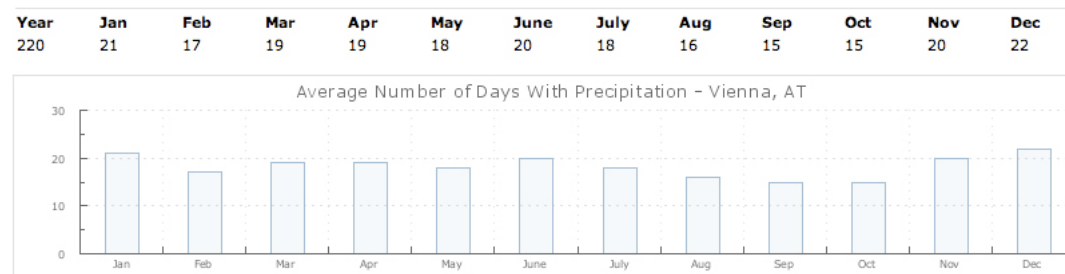 Year Jan Feb Mar Apr May June July Aug Sep Oct Nov Dec
220 21 17 19 19 18 20 18 16 15 15 20 22
Average Number of Days With Precipitation - Vienna, AT
30
20
10
0
Jan Feb Mar Apr May June July Aug Sep Oct Nov Dec